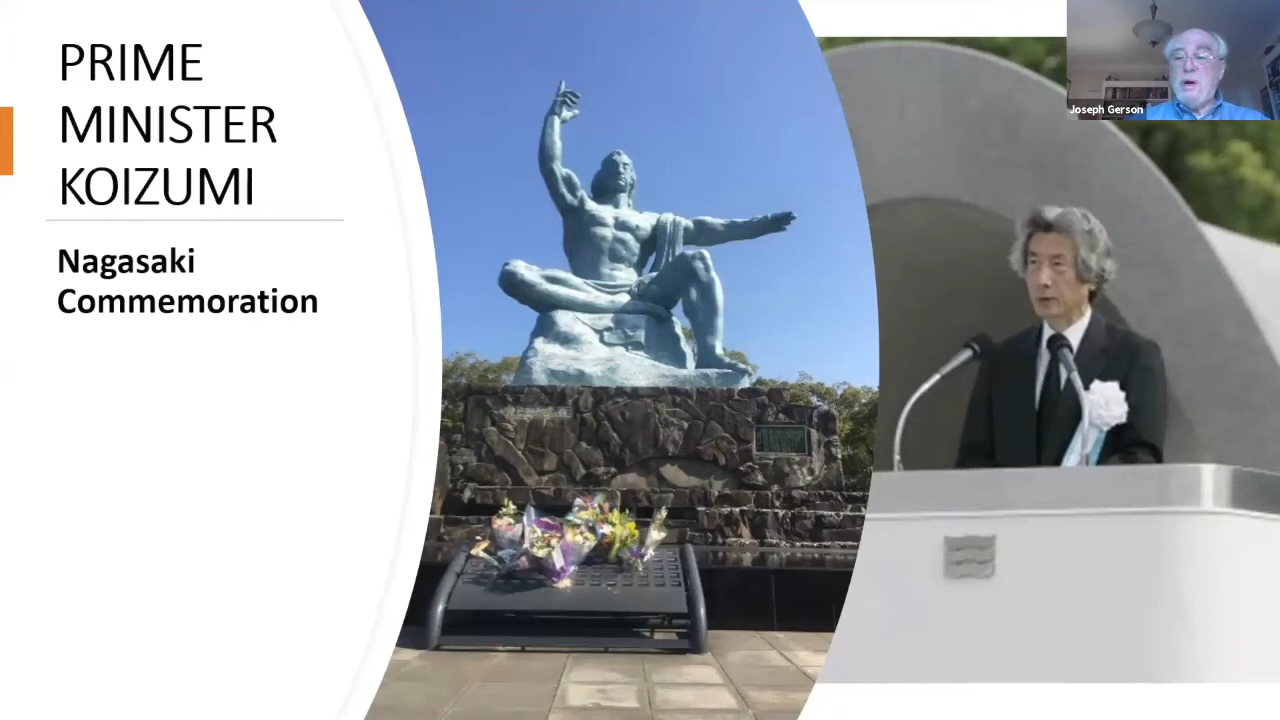 PRIME
MINISTER
KOIZUMI
Nagasaki
Commemoration
Joseph Gerson